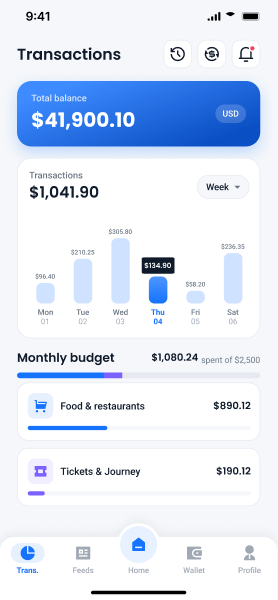 9:41
Transactions
Total balance
$41,900.10
USD
Transactions
$1,041.90
Week
$96.40
$210.25
$305.80
$134.90
$58.20
$236.35
Mon Tue Wed Thu Fri Sat
01 02 03 04 05 06
Monthly budget $1,080.24 spent of $2,500
Food & restaurants $890.12
Tickets & Journey $190.12
Trans. Feeds Home Wallet Profile